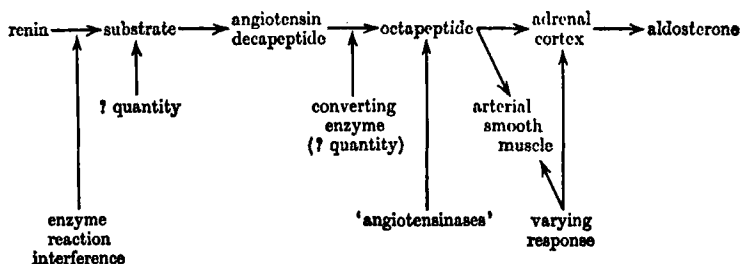 renin
substrate
angiotensin
decapeptide
octapeptide
adrenal
cortex
aldosterone
? quantity
converting
enzyme
(? quantity)
arterial
smooth
muscle
enzyme
reaction
interference
'angiotensinases'
varying
response